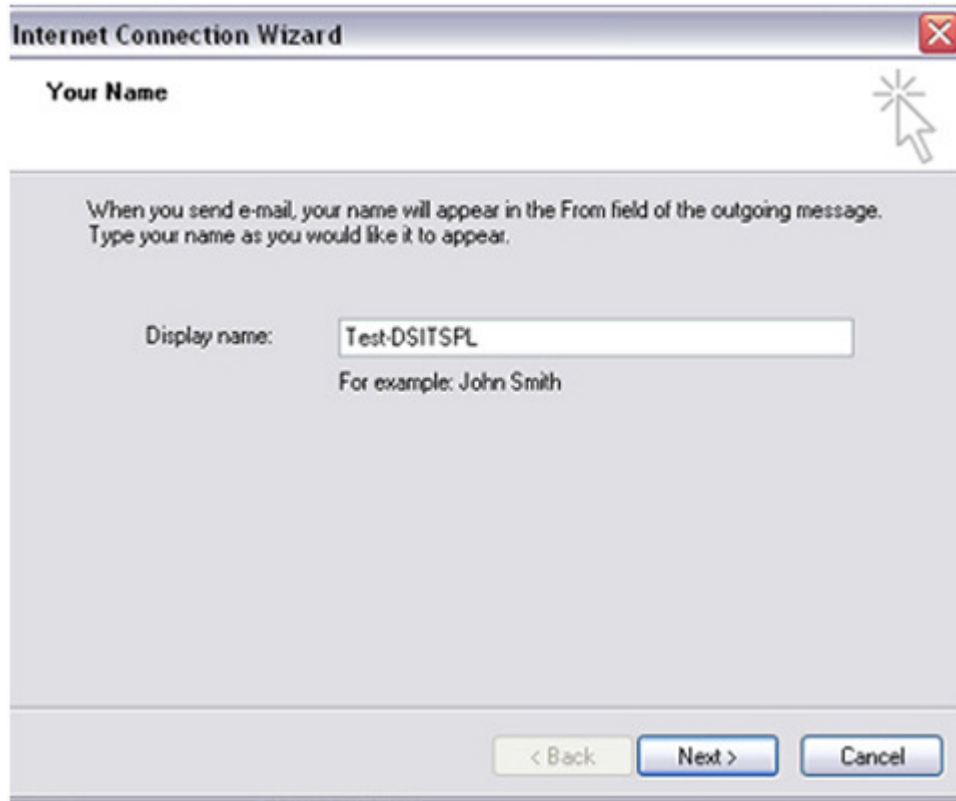 Internet Connection Wizard
Your Name
When you send e-mail, your name will appear in the From field of the outgoing message.
Type your name as you would like it to appear.
Display name: Test-DSITSPL
For example: John Smith
< Back Next > Cancel